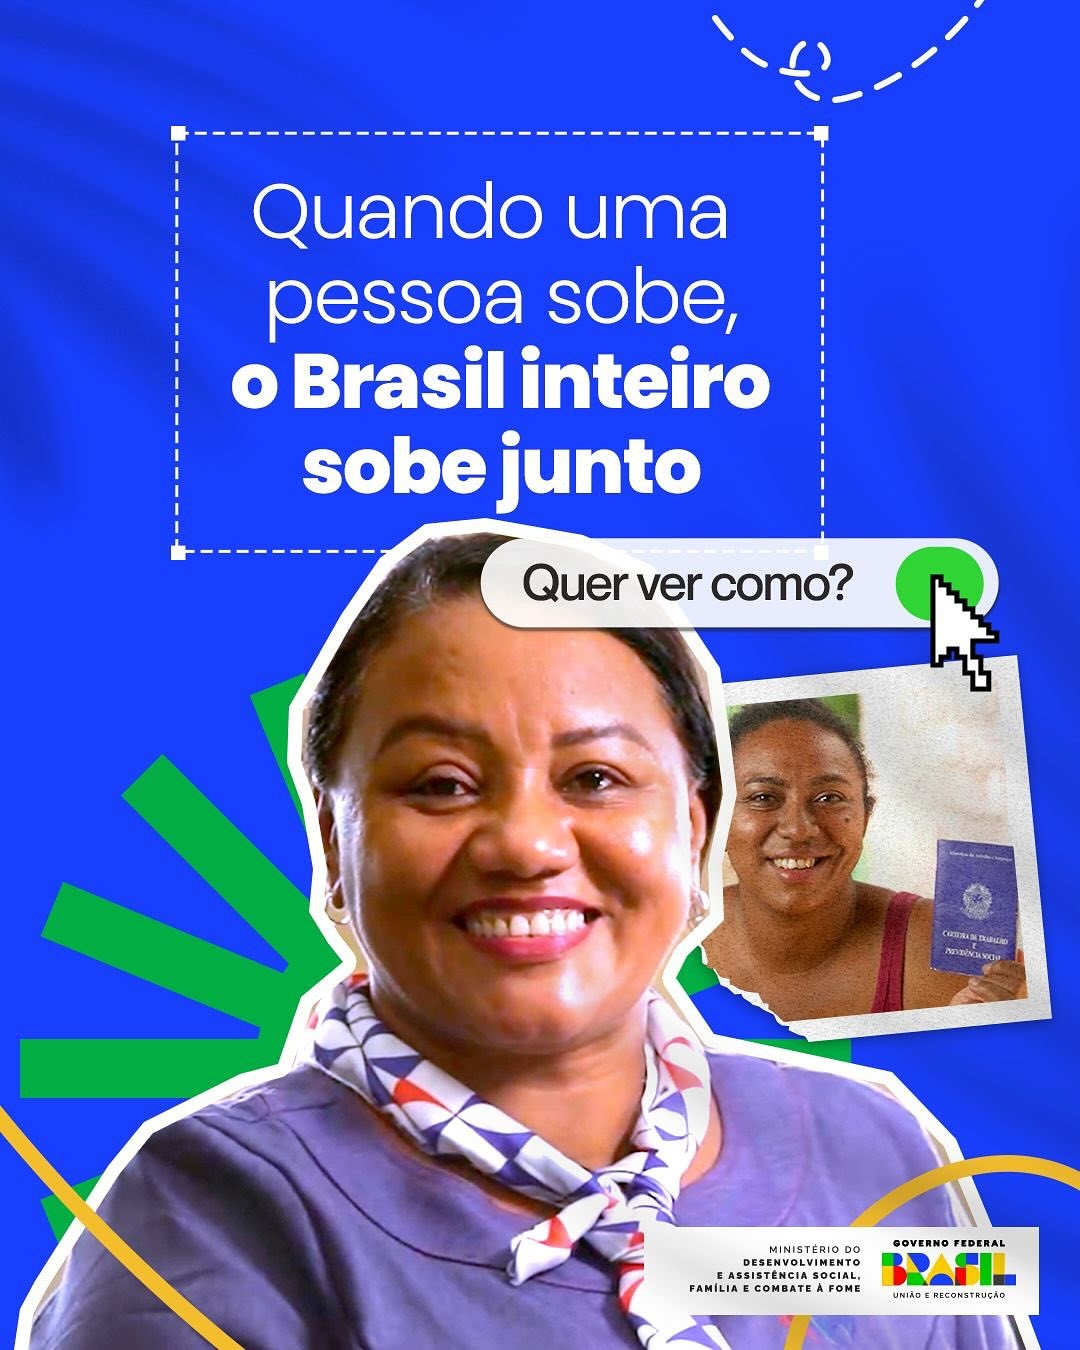 Quando uma
pessoa sobe,
o Brasil inteiro
sobe junto
Quer ver como?
CARTEIRA DE TRABALHO
E
PREVIDÊNCIA SOCIAL
MINISTÉRIO DO
DESENVOLVIMENTO
E ASSISTÊNCIA SOCIAL,
FAMÍLIA E COMBATE À FOME
GOVERNO FEDERAL
BRASIL
UNIÃO E RECONSTRUÇÃO